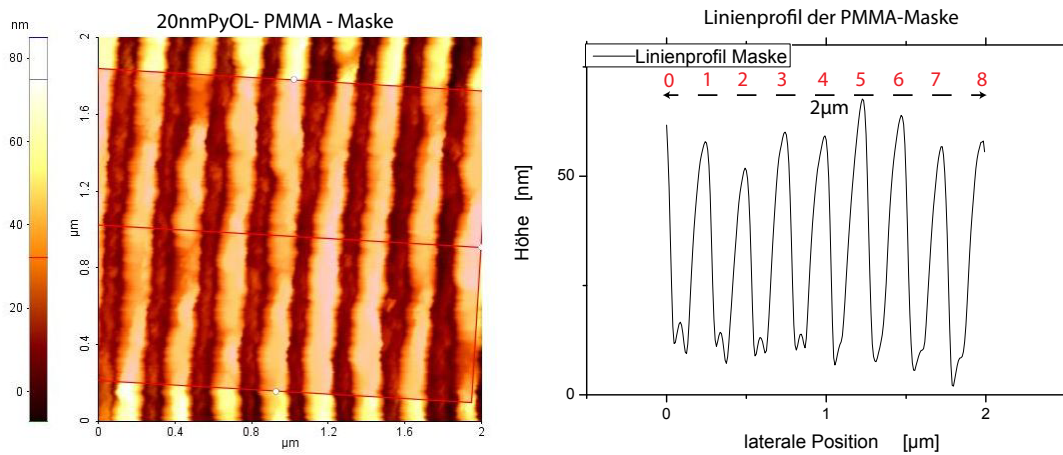 20nmPyOL- PMMA - Maske
nm
80
60
40
20
0
2
1.6
1.2
0.8
0.4
0
µm
0
0.4
0.8
1.2
1.6
2
µm
Linienprofil der PMMA-Maske
Linienprofil Maske
0 1 2 3 4 5 6 7 8
2µm
Höhe [nm]
50
0
0
1
2
laterale Position [µm]